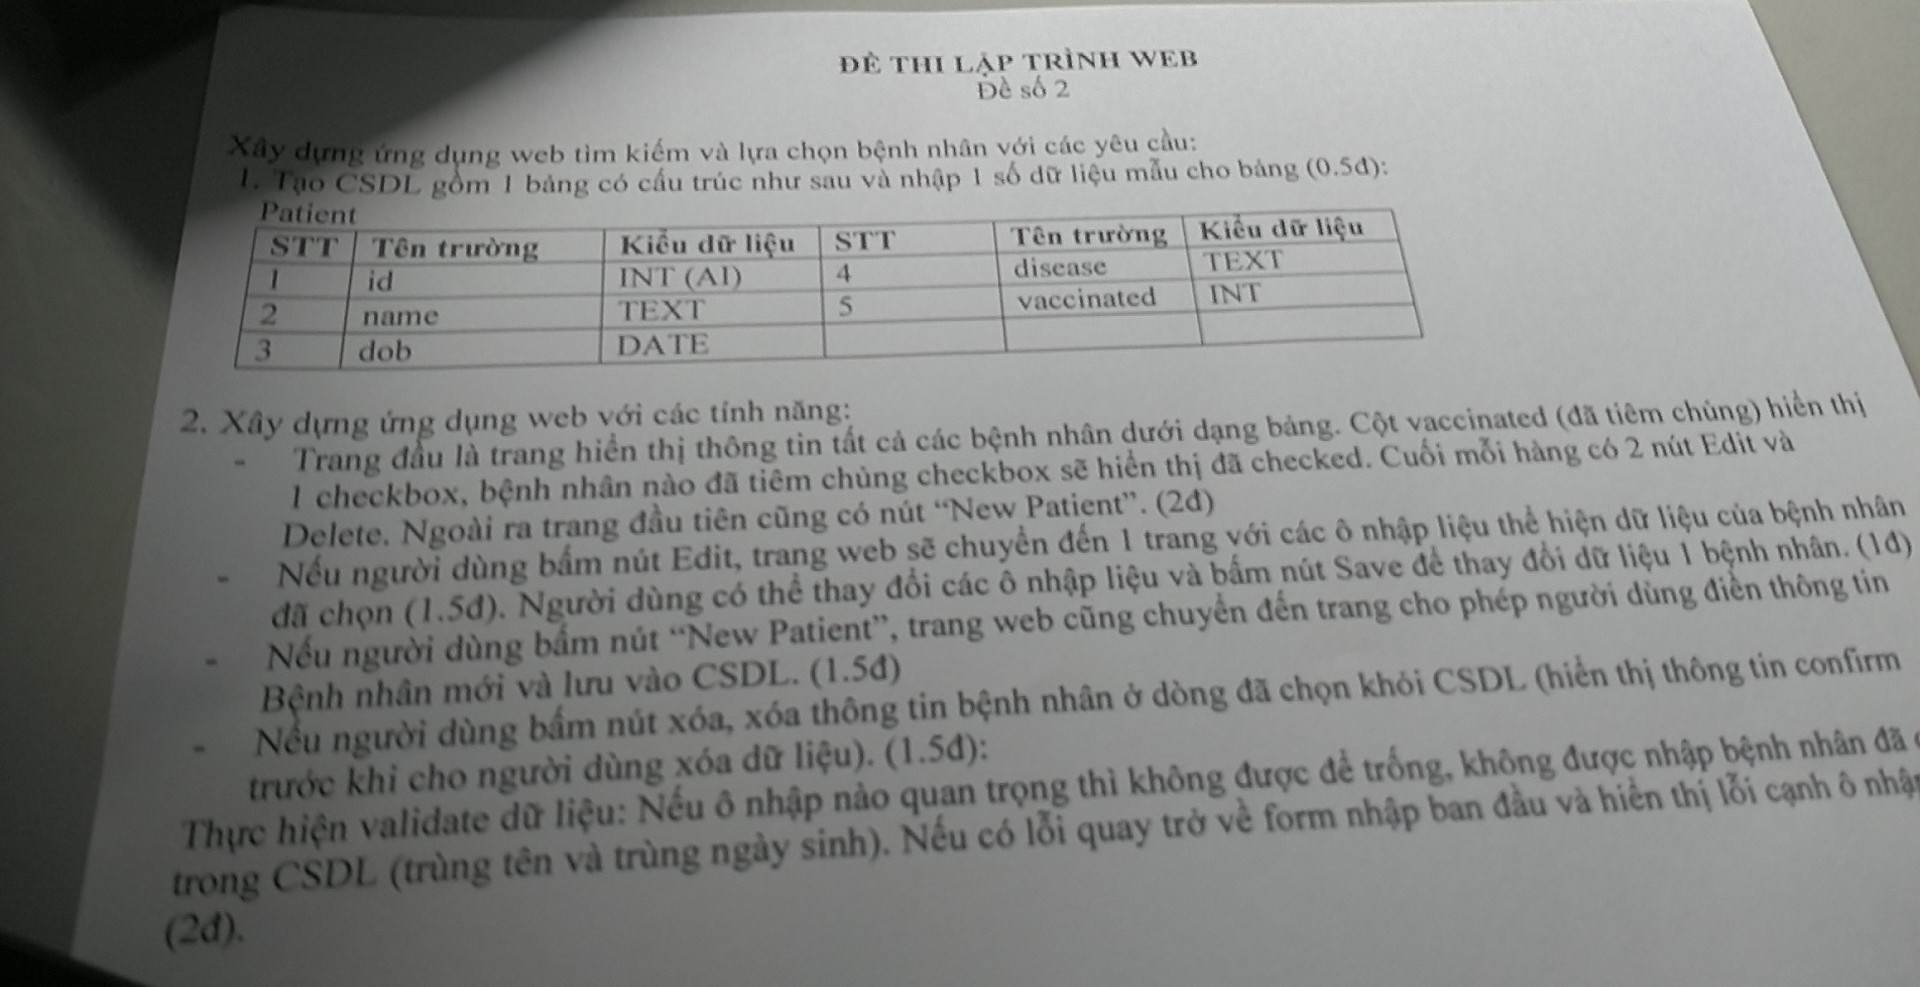 ĐỀ THI LẬP TRÌNH WEB
Đề số 2
Xây dựng ứng dụng web tìm kiếm và lựa chọn bệnh nhân với các yêu cầu:
1. Tạo CSDL gồm 1 bảng có cấu trúc như sau và nhập 1 số dữ liệu mẫu cho bảng (0.5đ):
Patient
STT Tên trường Kiểu dữ liệu STT Tên trường Kiểu dữ liệu
1 id INT (AI) 4 disease TEXT
2 name TEXT 5 vaccinated INT
3 dob DATE
2. Xây dựng ứng dụng web với các tính năng:
- Trang đầu là trang hiển thị thông tin tất cả các bệnh nhân dưới dạng bảng. Cột vaccinated (đã tiêm chủng) hiển thị
1 checkbox, bệnh nhân nào đã tiêm chủng checkbox sẽ hiển thị đã checked. Cuối mỗi hàng có 2 nút Edit và
Delete. Ngoài ra trang đầu tiên cũng có nút “New Patient”. (2đ)
- Nếu người dùng bấm nút Edit, trang web sẽ chuyển đến 1 trang với các ô nhập liệu thể hiện dữ liệu của bệnh nhân
đã chọn (1.5đ). Người dùng có thể thay đổi các ô nhập liệu và bấm nút Save để thay đổi dữ liệu 1 bệnh nhân. (1đ)
- Nếu người dùng bấm nút “New Patient”, trang web cũng chuyển đến trang cho phép người dùng điền thông tin
Bệnh nhân mới và lưu vào CSDL. (1.5đ)
- Nếu người dùng bấm nút xóa, xóa thông tin bệnh nhân ở dòng đã chọn khỏi CSDL (hiển thị thông tin confirm
trước khi cho người dùng xóa dữ liệu). (1.5đ):
Thực hiện validate dữ liệu: Nếu ô nhập nào quan trọng thì không được để trống, không được nhập bệnh nhân đã
trong CSDL (trùng tên và trùng ngày sinh). Nếu có lỗi quay trở về form nhập ban đầu và hiển thị lỗi cạnh ô nhập
(2đ).